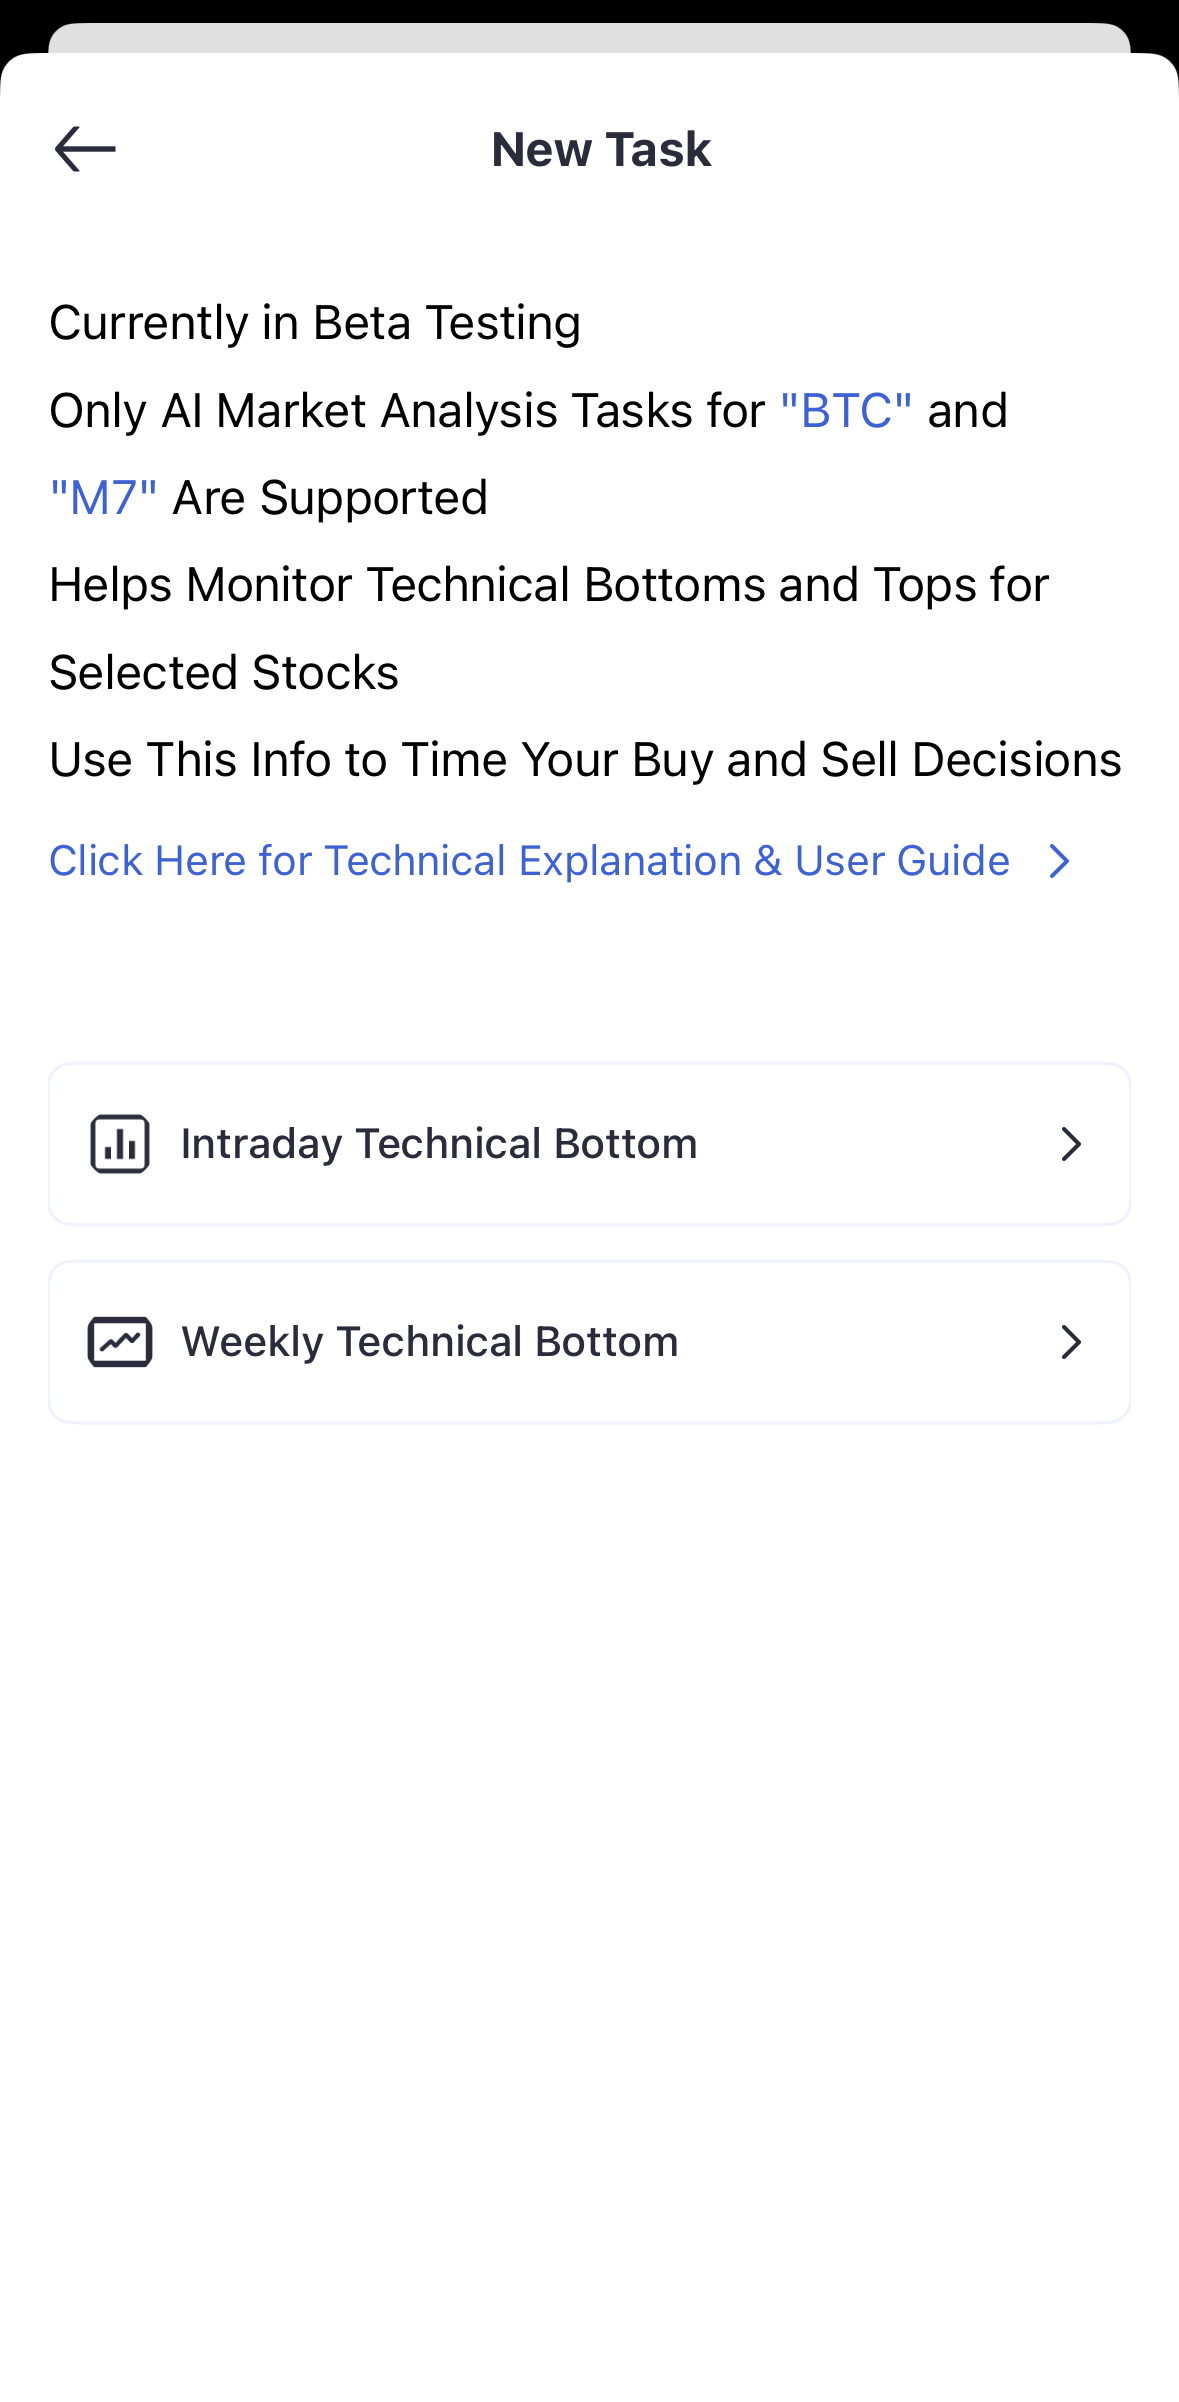 New Task
Currently in Beta Testing
Only AI Market Analysis Tasks for "BTC" and
"M7" Are Supported
Helps Monitor Technical Bottoms and Tops for
Selected Stocks
Use This Info to Time Your Buy and Sell Decisions
Click Here for Technical Explanation & User Guide
Intraday Technical Bottom
Weekly Technical Bottom